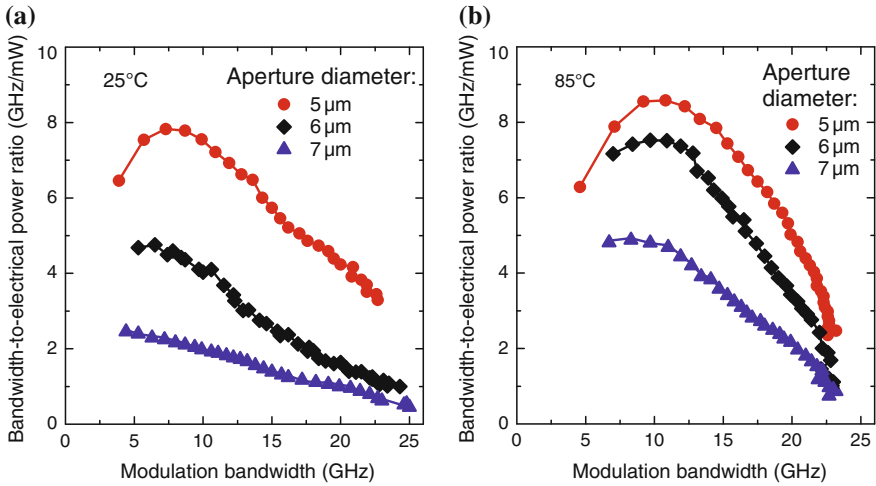 (a)
Bandwidth-to-electrical power ratio (GHz/mW)
10
8
6
4
2
0
25°C
Aperture diameter:
5 µm
6 µm
7 µm
0 5 10 15 20 25
Modulation bandwidth (GHz)
(b)
Bandwidth-to-electrical power ratio (GHz/mW)
10
8
6
4
2
0
85°C
Aperture
diameter:
5 µm
6 µm
7 µm
0 5 10 15 20 25
Modulation bandwidth (GHz)